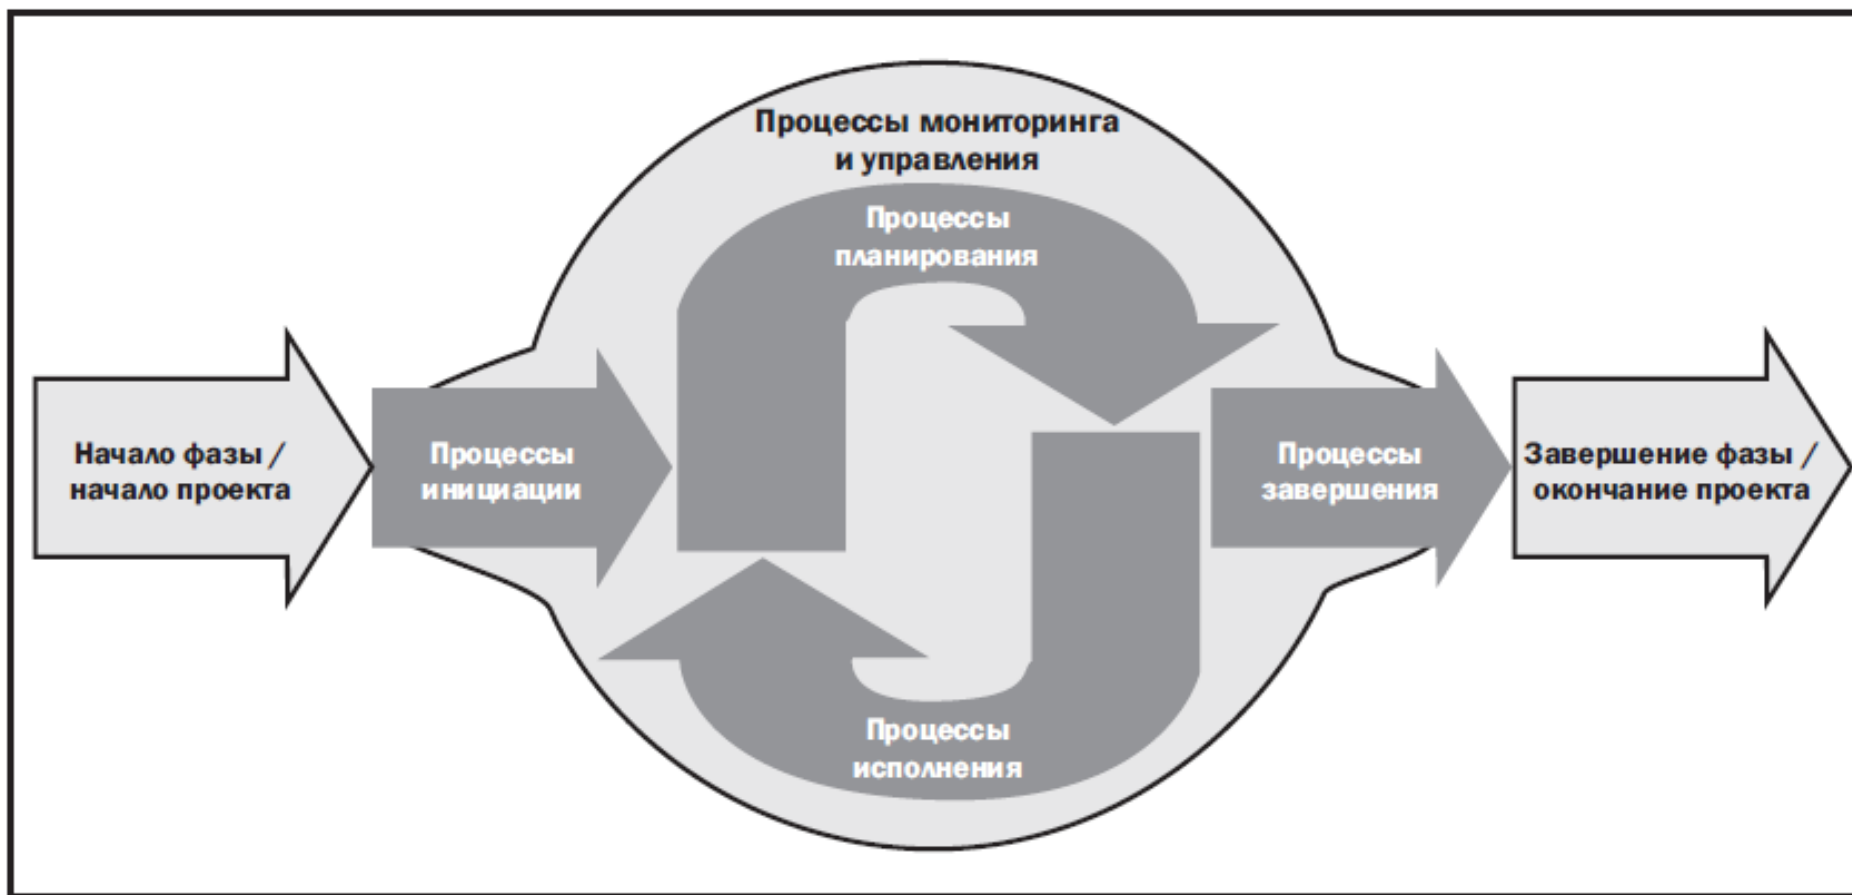 Процессы мониторинга
и управления
Процессы
планирования
Начало фазы /
начало проекта
Процессы
инициации
Процессы
завершения
Завершение фазы /
окончание проекта
Процессы
исполнения